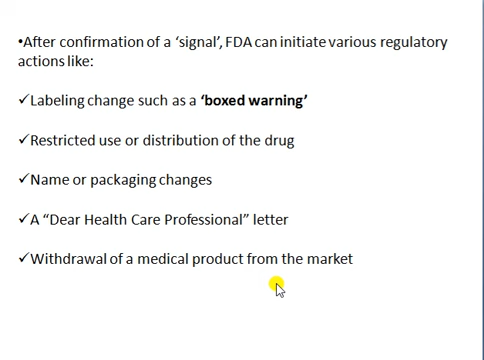 •After confirmation of a ‘signal’, FDA can initiate various regulatory
actions like:
✓Labeling change such as a ‘boxed warning’
✓Restricted use or distribution of the drug
✓Name or packaging changes
✓A “Dear Health Care Professional” letter
✓Withdrawal of a medical product from the market